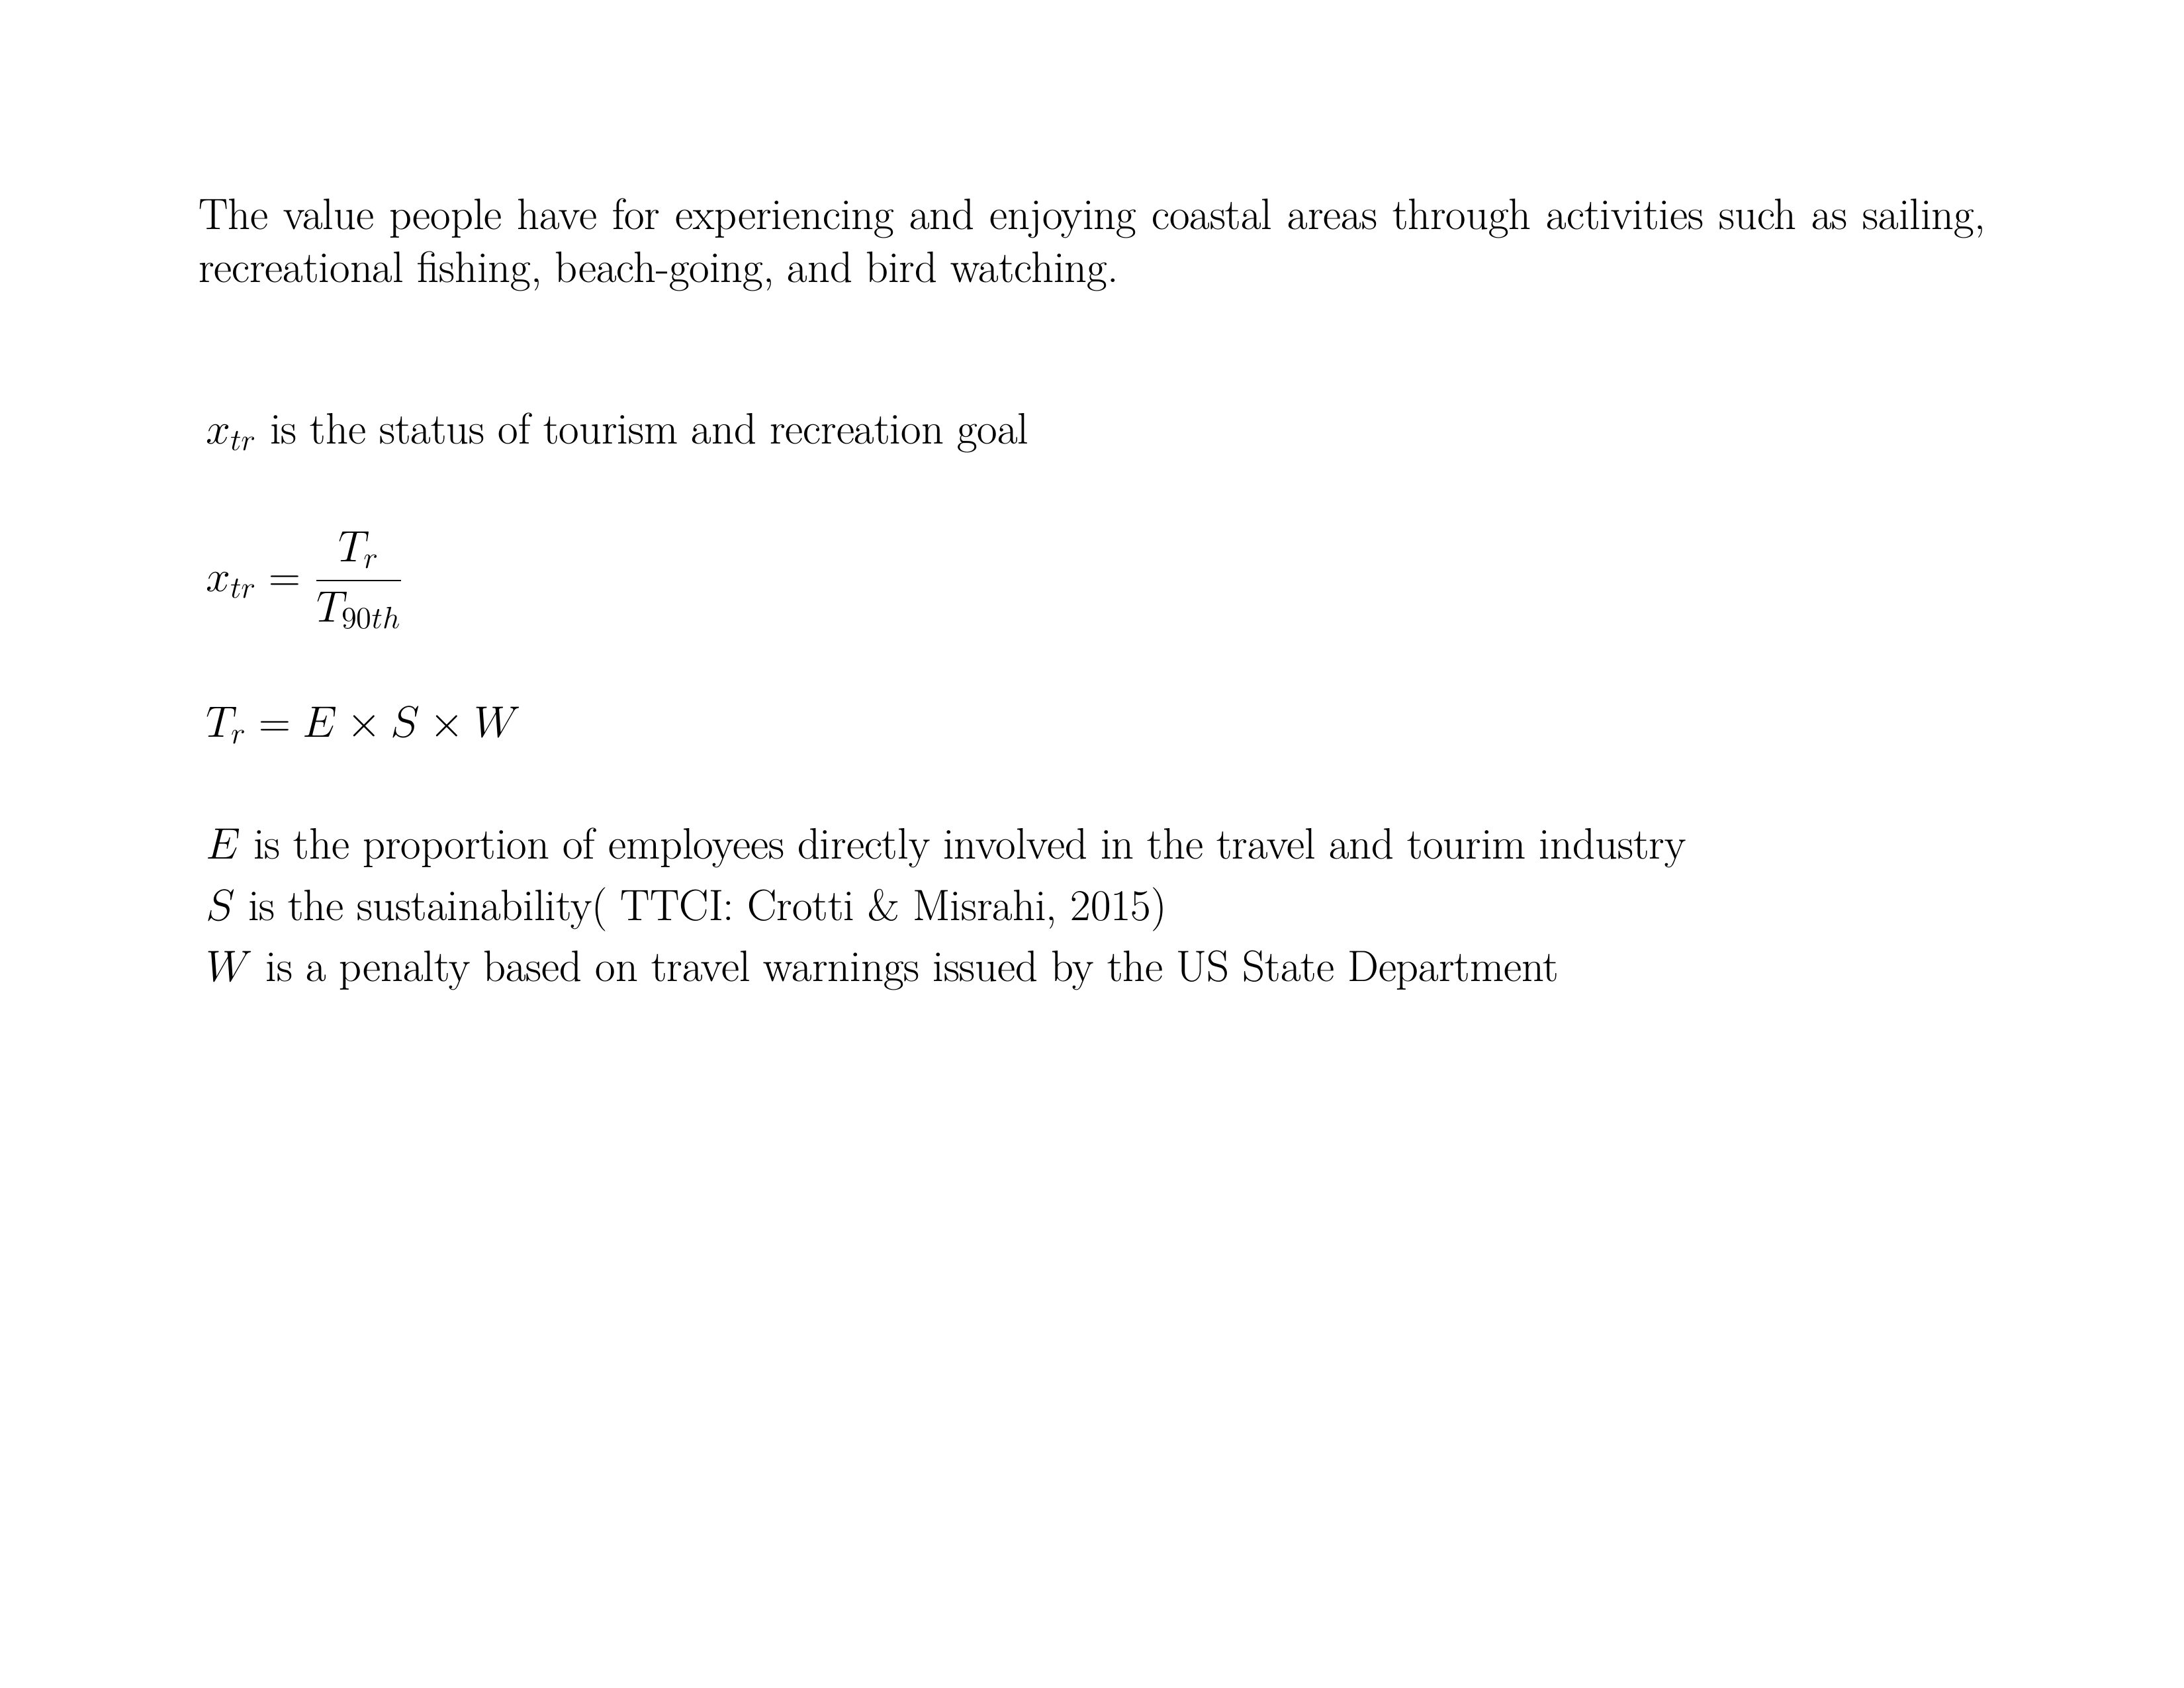 The value people have for experiencing and enjoying coastal areas through activities such as sailing,
recreational fishing, beach-going, and bird watching.
x_{tr} is the status of tourism and recreation goal
x_{tr} = \frac{T_r}{T_{90th}}
T_r = E × S × W
E is the proportion of employees directly involved in the travel and tourim industry
S is the sustainability( TTCI: Crotti & Misrahi, 2015)
W is a penalty based on travel warnings issued by the US State Department